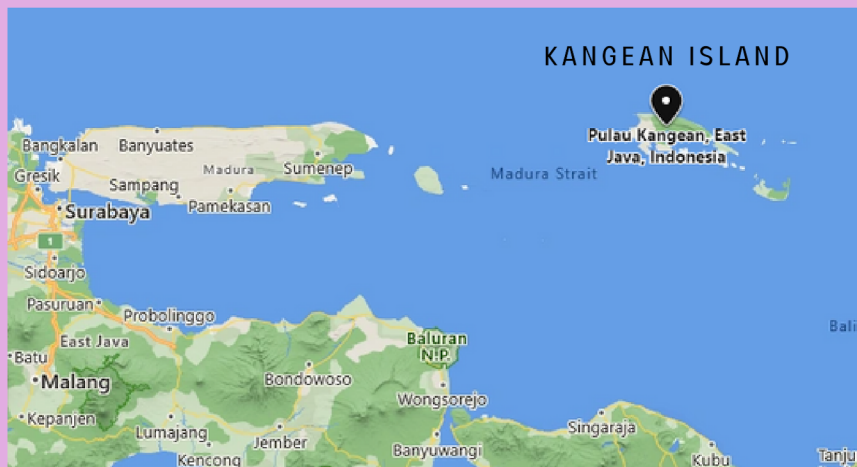 KANGEAN ISLAND
Pulau Kangean, East
Java, Indonesia
Bangkalan
Banyuates
Madura
Sumenep
Gresik
Sampang
Madura Strait
Pamekasan
Surabaya
1
Sidoarjo
Pasuruan
Probolinggo
Bali
East Java
Baluran
N.P.
Batu
Malang
Bondowoso
Wongsorejo
Kepanjen
Lumajang
Jember
Singaraja
Banyuwangi
Kencong
Kubu
Tanju